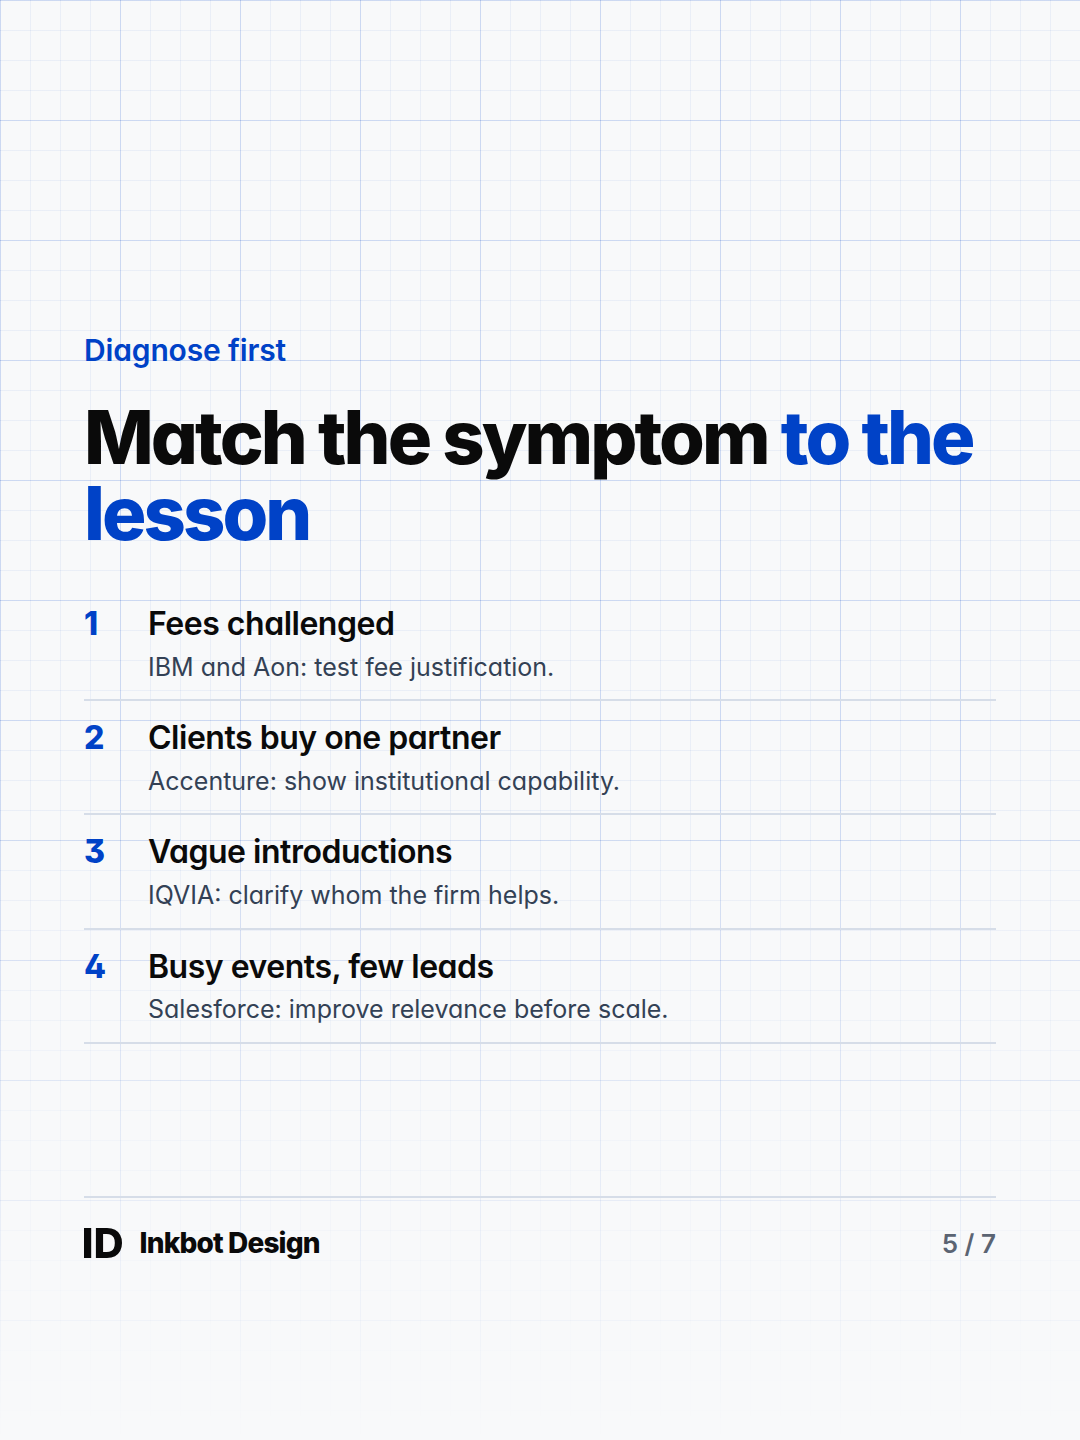 Diagnose first
Match the symptom to the
lesson
1 Fees challenged
IBM and Aon: test fee justification.
2 Clients buy one partner
Accenture: show institutional capability.
3 Vague introductions
IQVIA: clarify whom the firm helps.
4 Busy events, few leads
Salesforce: improve relevance before scale.
ID Inkbot Design
5 / 7